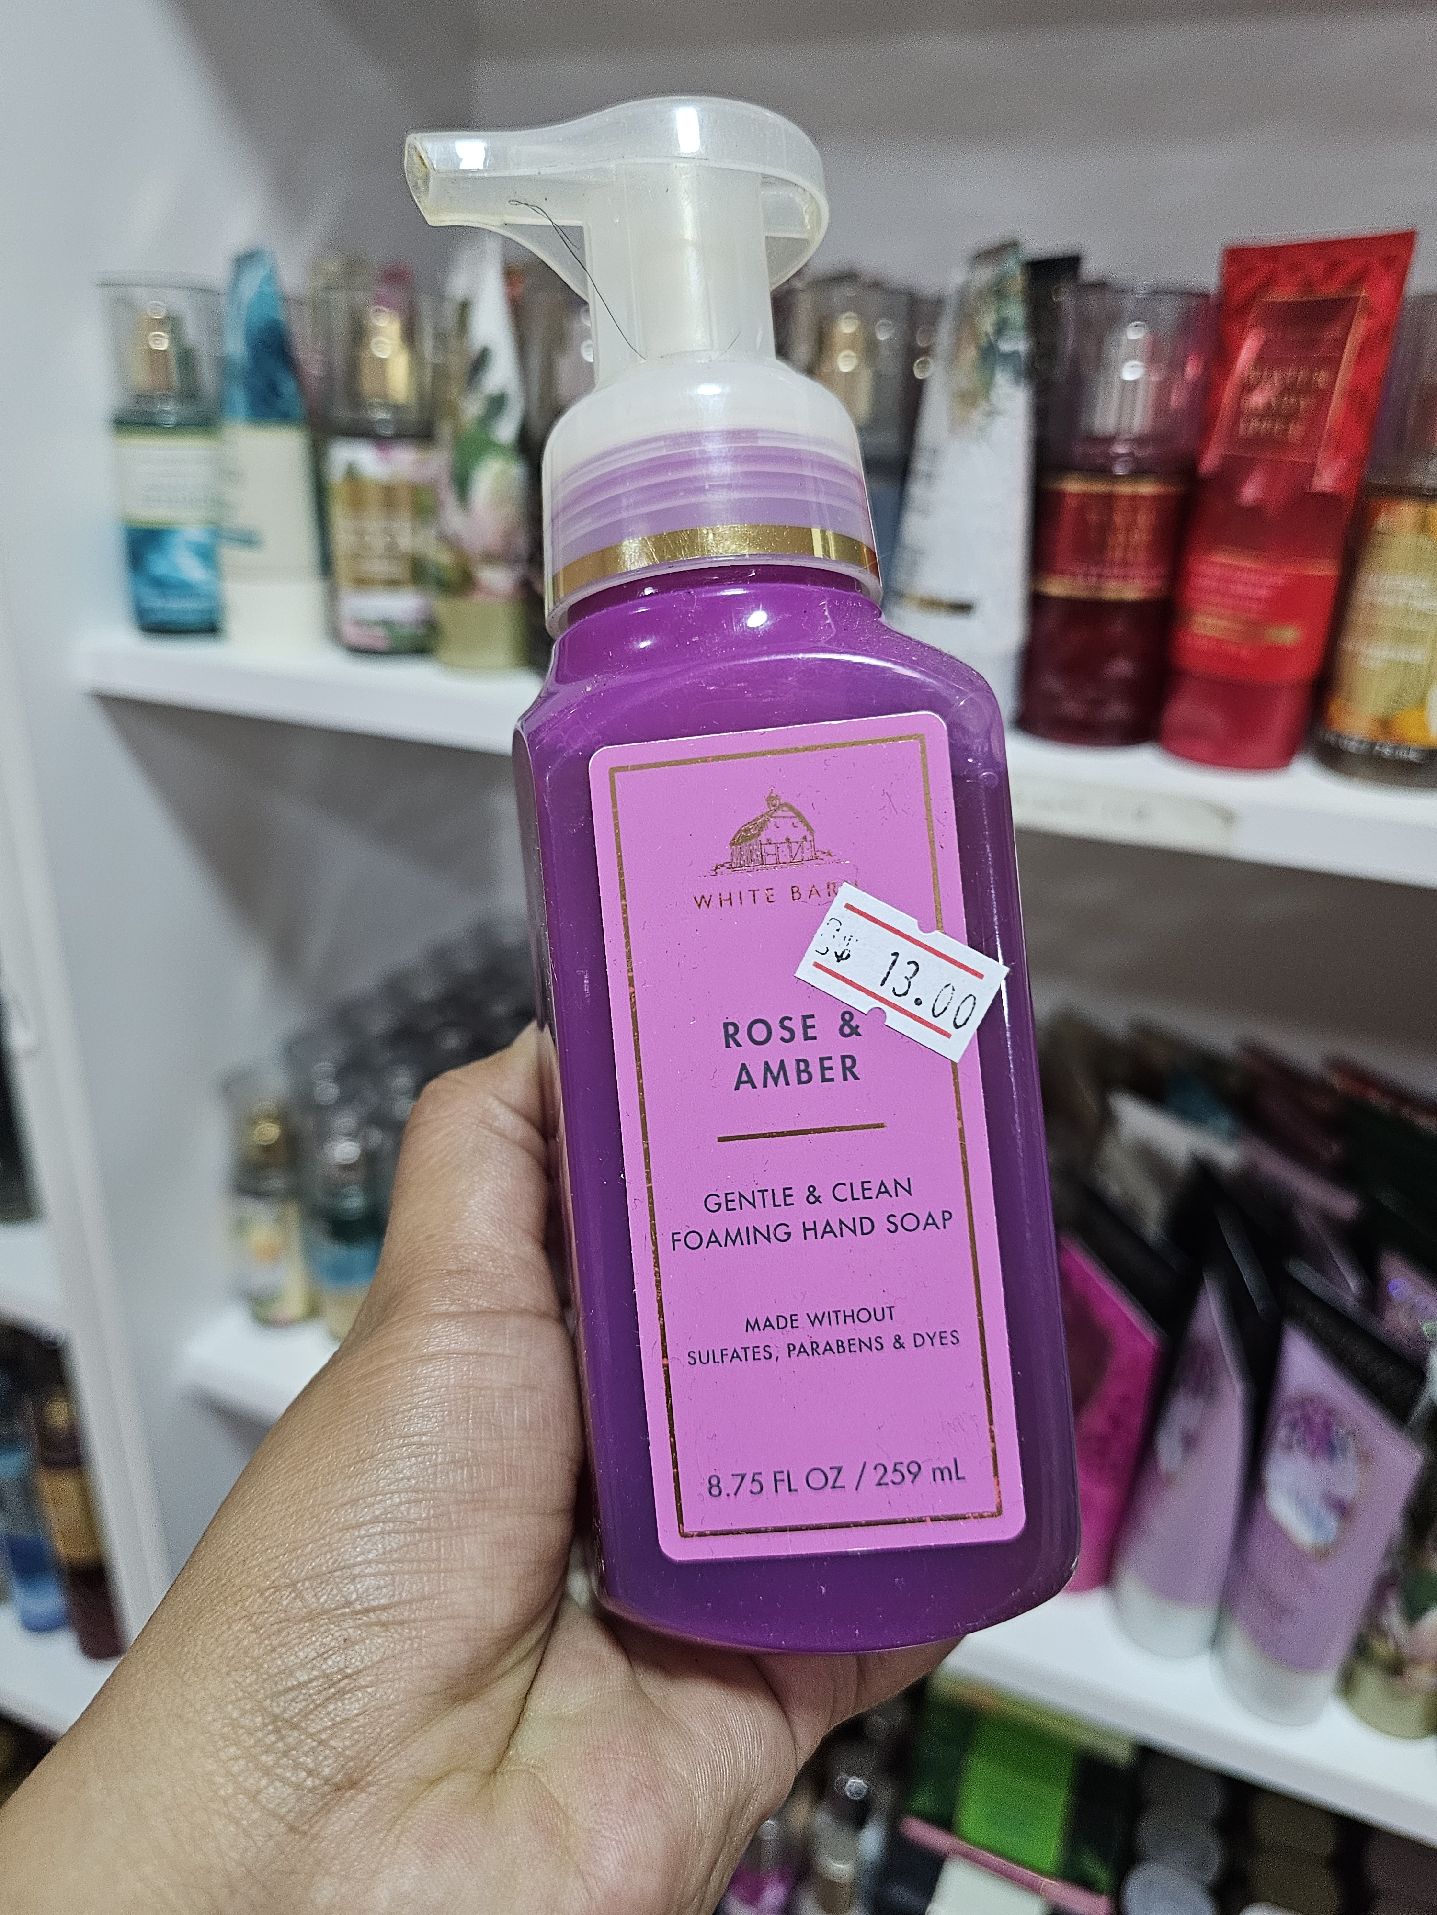 WHITE BARN
B$ 13.00
ROSE &
AMBER
GENTLE & CLEAN
FOAMING HAND SOAP
MADE WITHOUT
SULFATES, PARABENS & DYES
8.75 FL OZ / 259 mL